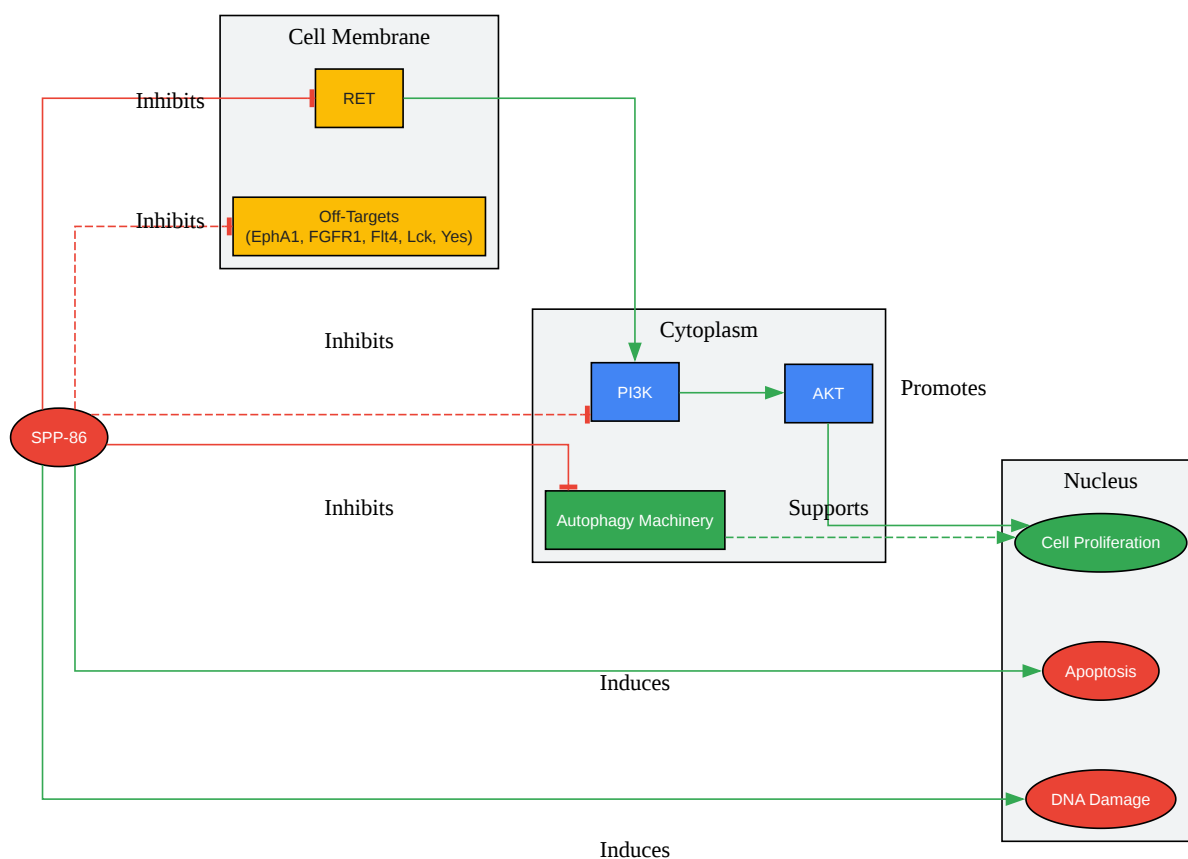 Cell Membrane
RET
Inhibits
Inhibits
Off-Targets
(EphA1, FGFR1, Flt4, Lck, Yes)
Cytoplasm
Inhibits
PI3K
AKT
Promotes
SPP-86
Nucleus
Inhibits
Supports
Autophagy Machinery
Cell Proliferation
Apoptosis
Induces
DNA Damage
Induces